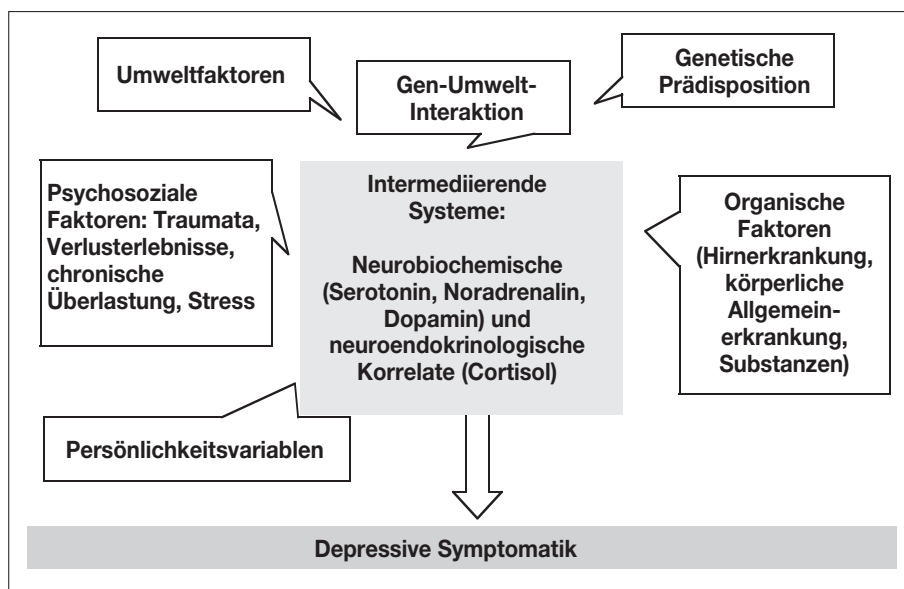 Umweltfaktoren
Gen-Umwelt-
Interaktion
Genetische
Prädisposition
Psychosoziale
Faktoren: Traumata,
Verlusterlebnisse,
chronische
Überlastung, Stress
Intermediierende
Systeme:
Neurobiochemische
(Serotonin, Noradrenalin,
Dopamin) und
neuroendokrinologische
Korrelate (Cortisol)
Organische
Faktoren
(Hirnerkrankung,
körperliche
Allgemein-
erkrankung,
Substanzen)
Persönlichkeitsvariablen
Depressive Symptomatik